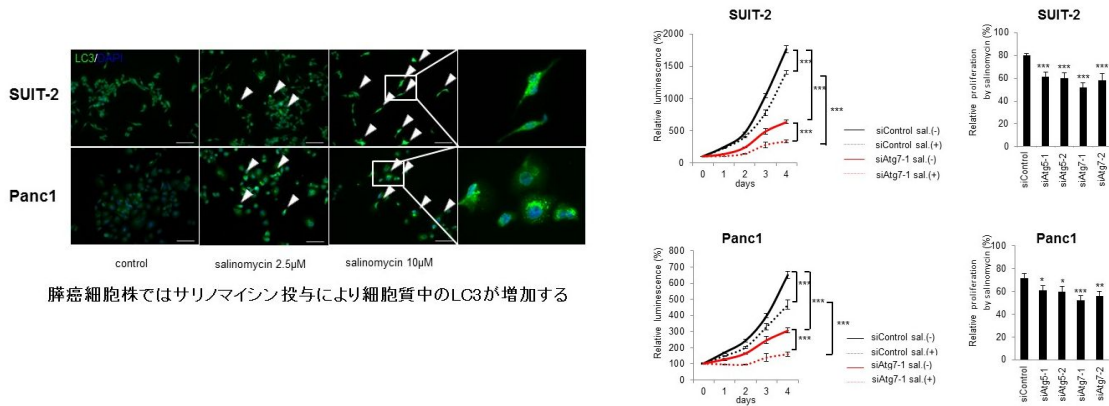 LC3/DAPI
SUIT-2
Panc1
control
salinomycin 2.5μM
salinomycin 10μM
膵癌細胞株ではサリノマイシン投与により細胞質中のLC3が増加する
SUIT-2
Relative luminescence (%)
2000
1500
1000
500
0
0 1 2 3 4
days
***
***
***
***
siControl sal.(-)
siControl sal.(+)
siAtg7-1 sal.(-)
siAtg7-1 sal.(+)
SUIT-2
Relative proliferation
by salinomycin (%)
100
80
60
40
20
0
*** *** *** ***
siControl
siAtg5-1
siAtg5-2
siAtg7-1
siAtg7-2
Panc1
Relative luminescence (%)
800
700
600
500
400
300
200
100
0
0 1 2 3 4
days
***
***
***
***
siControl sal.(-)
siControl sal.(+)
siAtg7-1 sal.(-)
siAtg7-1 sal.(+)
Panc1
Relative proliferation
by salinomycin(%)
100
80
60
40
20
0
* * *** **
siControl
siAtg5-1
siAtg5-2
siAtg7-1
siAtg7-2